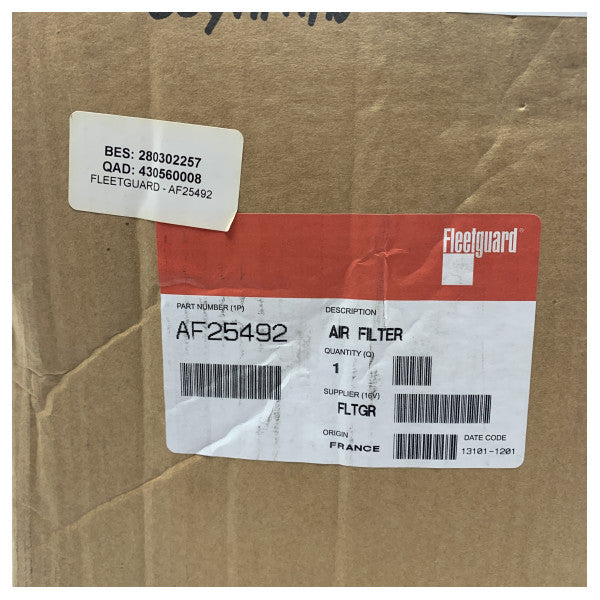 BES: 280302257
QAD: 430560008
FLEETGUARD - AF25492
Fleetguard®
PART NUMBER (1P)
AF25492
DESCRIPTION
AIR FILTER
QUANTITY (Q)
1
SUPPLIER (16V)
FLTGR
ORIGIN
FRANCE
DATE CODE
13101-1201